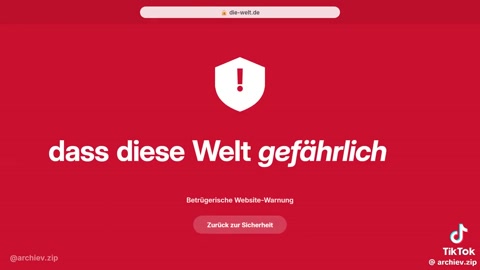 die-welt.de
!
dass diese Welt gefährlich
Betrügerische Website-Warnung
Zurück zur Sicherheit
@archiev.zip
TikTok
archiev.zip